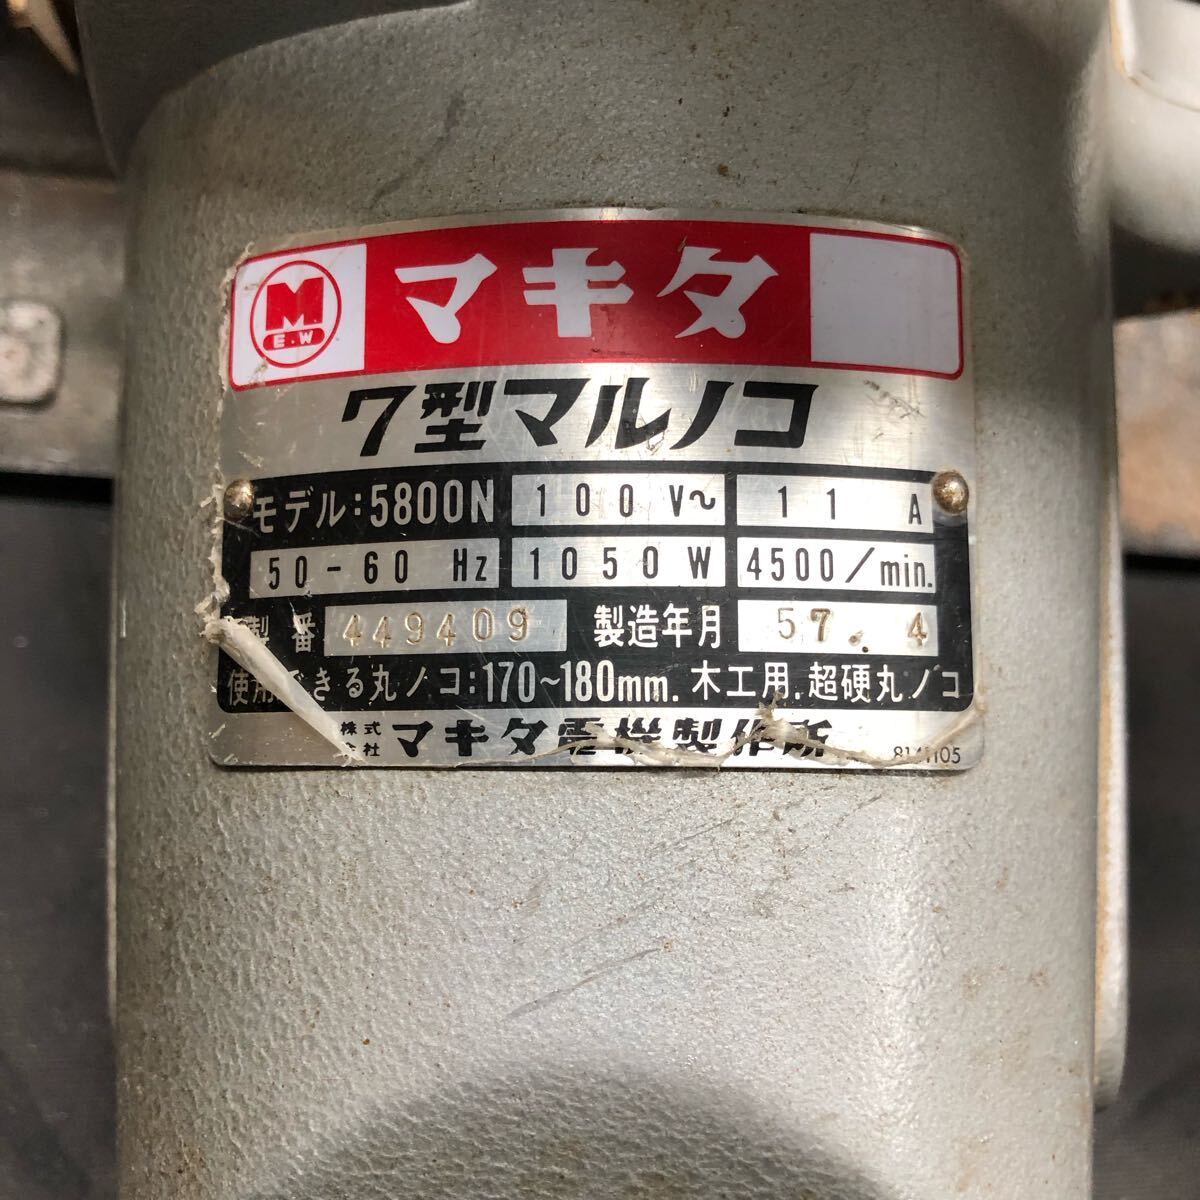 M
E.W
マキタ
7型マルノコ
モデル:5800N 100V~ 11 A
50-60 Hz 1050W 4500/min.
製番 449409 製造年月 57.4
使用できる丸ノコ:170~180mm. 木工用.超硬丸ノコ
株式会社 マキタ電機製作所